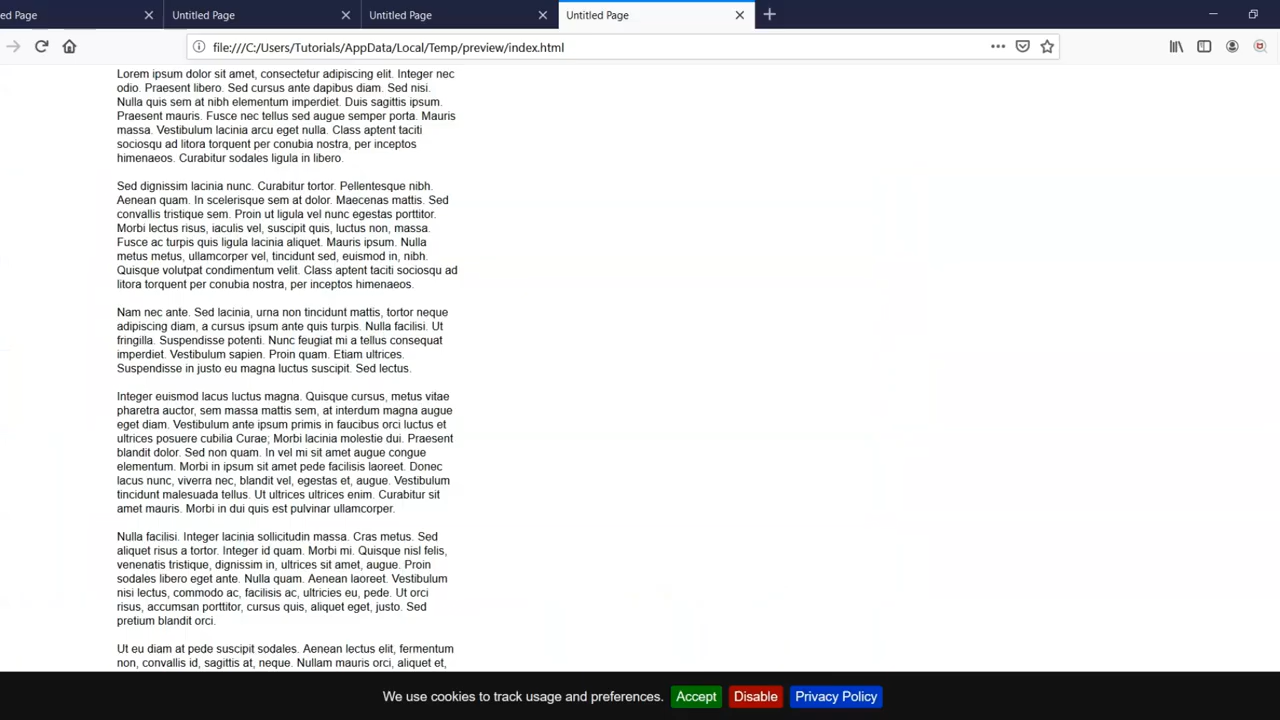 ed Page
Untitled Page
Untitled Page
Untitled Page
file:///C:/Users/Tutorials/AppData/Local/Temp/preview/index.html
Lorem ipsum dolor sit amet, consectetur adipiscing elit. Integer nec
odio. Praesent libero. Sed cursus ante dapibus diam. Sed nisi.
Nulla quis sem at nibh elementum imperdiet. Duis sagittis ipsum.
Praesent mauris. Fusce nec tellus sed augue semper porta. Mauris
massa. Vestibulum lacinia arcu eget nulla. Class aptent taciti
sociosqu ad litora torquent per conubia nostra, per inceptos
himenaeos. Curabitur sodales ligula in libero.
Sed dignissim lacinia nunc. Curabitur tortor. Pellentesque nibh.
Aenean quam. In scelerisque sem at dolor. Maecenas mattis. Sed
convallis tristique sem. Proin ut ligula vel nunc egestas porttitor.
Morbi lectus risus, iaculis vel, suscipit quis, luctus non, massa.
Fusce ac turpis quis ligula lacinia aliquet. Mauris ipsum. Nulla
metus metus, ullamcorper vel, tincidunt sed, euismod in, nibh.
Quisque volutpat condimentum velit. Class aptent taciti sociosqu ad
litora torquent per conubia nostra, per inceptos himenaeos.
Nam nec ante. Sed lacinia, urna non tincidunt mattis, tortor neque
adipiscing diam, a cursus ipsum ante quis turpis. Nulla facilisi. Ut
fringilla. Suspendisse potenti. Nunc feugiat mi a tellus consequat
imperdiet. Vestibulum sapien. Proin quam. Etiam ultrices.
Suspendisse in justo eu magna luctus suscipit. Sed lectus.
Integer euismod lacus luctus magna. Quisque cursus, metus vitae
pharetra auctor, sem massa mattis sem, at interdum magna augue
eget diam. Vestibulum ante ipsum primis in faucibus orci luctus et
ultrices posuere cubilia Curae; Morbi lacinia molestie dui. Praesent
blandit dolor. Sed non quam. In vel mi sit amet augue congue
elementum. Morbi in ipsum sit amet pede facilisis laoreet. Donec
lacus nunc, viverra nec, blandit vel, egestas et, augue. Vestibulum
tincidunt malesuada tellus. Ut ultrices ultrices enim. Curabitur sit
amet mauris. Morbi in dui quis est pulvinar ullamcorper.
Nulla facilisi. Integer lacinia sollicitudin massa. Cras metus. Sed
aliquet risus a tortor. Integer id quam. Morbi mi. Quisque nisl felis,
venenatis tristique, dignissim in, ultrices sit amet, augue. Proin
sodales libero eget ante. Nulla quam. Aenean laoreet. Vestibulum
nisi lectus, commodo ac, facilisis ac, ultricies eu, pede. Ut orci
risus, accumsan porttitor, cursus quis, aliquet eget, justo. Sed
pretium blandit orci.
Ut eu diam at pede suscipit sodales. Aenean lectus elit, fermentum
non, convallis id, sagittis at, neque. Nullam mauris orci, aliquet et,
We use cookies to track usage and preferences. Accept Disable Privacy Policy